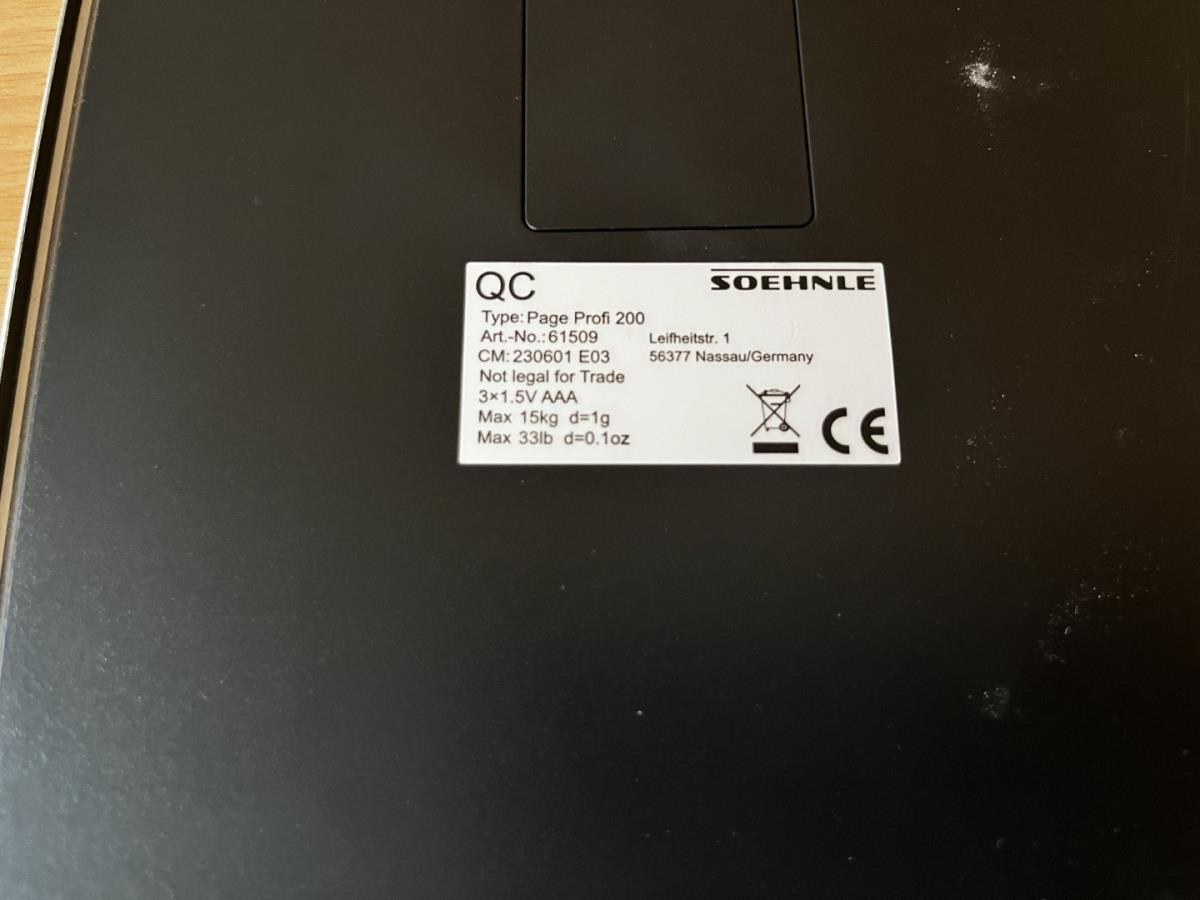 QC
SOEHNLE
Type: Page Profi 200
Art.-No.: 61509
Leifheitstr. 1
CM: 230601 E03
56377 Nassau/Germany
Not legal for Trade
3×1.5V AAA
Max 15kg d=1g
Max 33lb d=0.1oz
CE